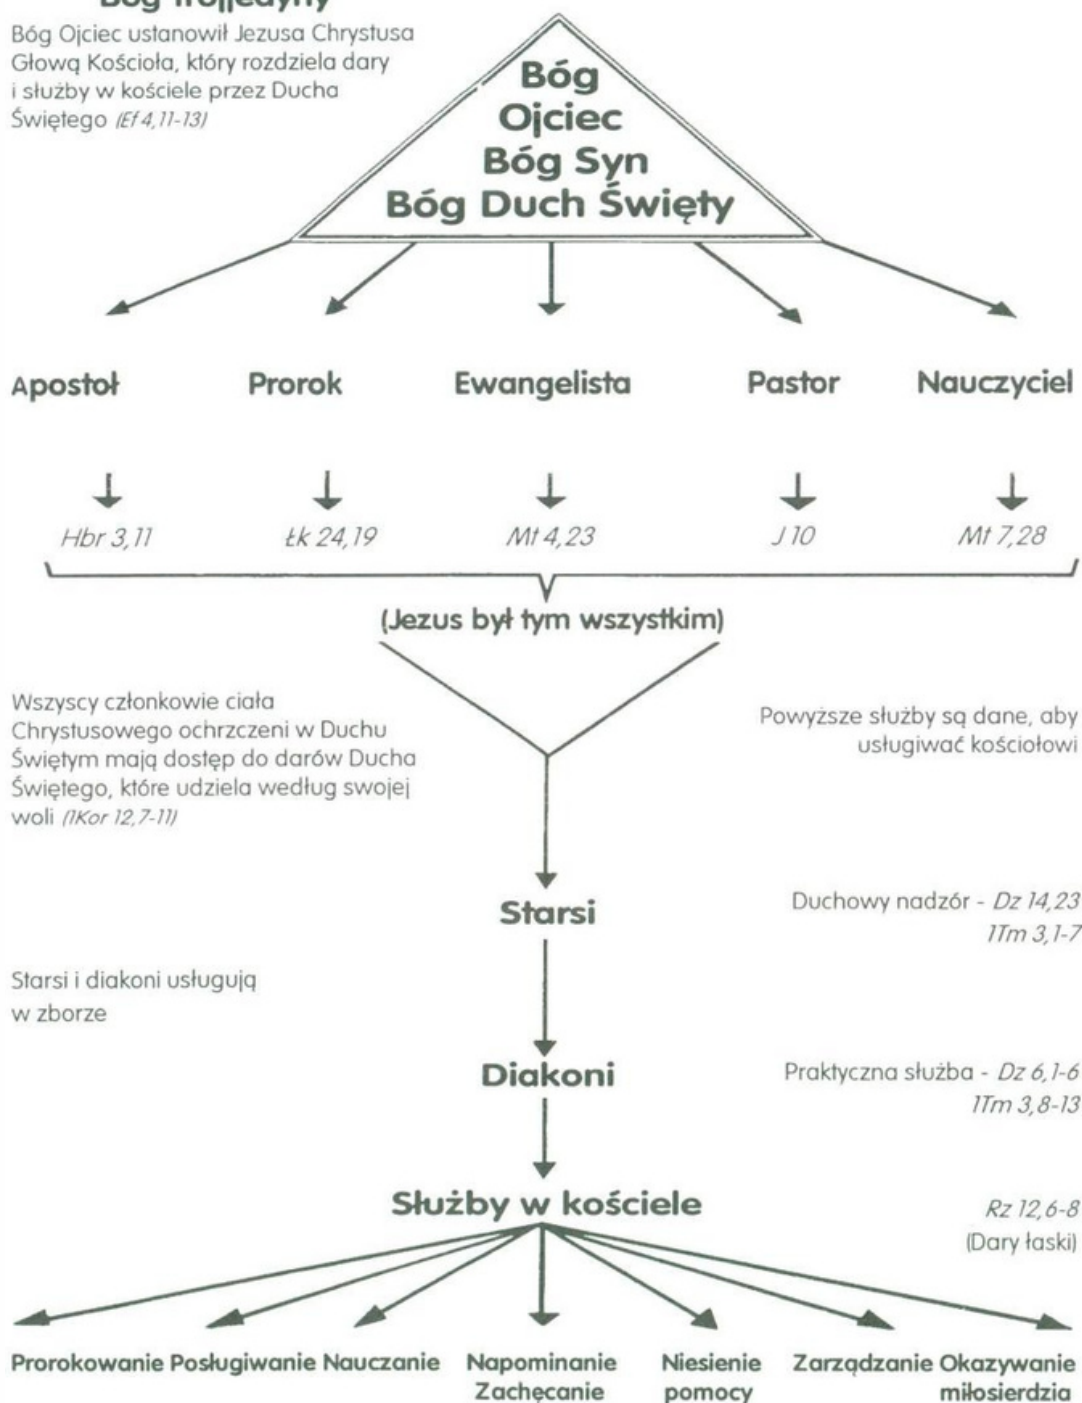 Bóg Trójjedyny
Bóg Ojciec ustanowił Jezusa Chrystusa
Głową Kościoła, który rozdziela dary
i służby w kościele przez Ducha
Świętego (Ef 4,11-13)
Bóg
Ojciec
Bóg Syn
Bóg Duch Święty
Apostoł Prorok Ewangelista Pastor Nauczyciel
Hbr 3,11 Łk 24,19 Mt 4,23 J 10 Mt 7,28
(Jezus był tym wszystkim)
Wszyscy członkowie ciała
Chrystusowego ochrzczeni w Duchu
Świętym mają dostęp do darów Ducha
Świętego, które udziela według swojej
woli (1Kor 12,7-11)
Powyższe służby są dane, aby
usługiwać kościołowi
Starsi
Duchowy nadzór - Dz 14,23
1Tm 3,1-7
Starsi i diakoni usługują
w zborze
Diakoni
Praktyczna służba - Dz 6,1-6
1Tm 3,8-13
Służby w kościele
Rz 12,6-8
(Dary łaski)
Prorokowanie Posługiwanie Nauczanie Napominanie Niesienie Zarządzanie Okazywanie
Zachęcanie pomocy miłosierdzia